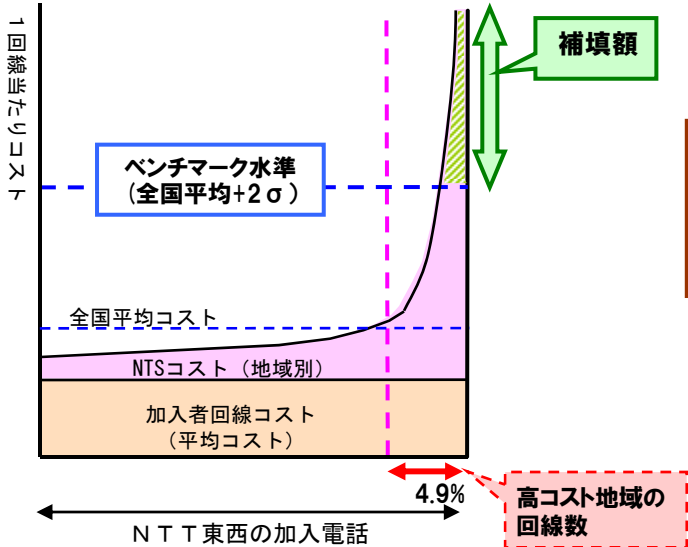 1回線当たりコスト
補填額
ベンチマーク水準
(全国平均+2σ)
全国平均コスト
NTSコスト(地域別)
加入者回線コスト
(平均コスト)
4.9%
高コスト地域の
回線数
NTT東西の加入電話